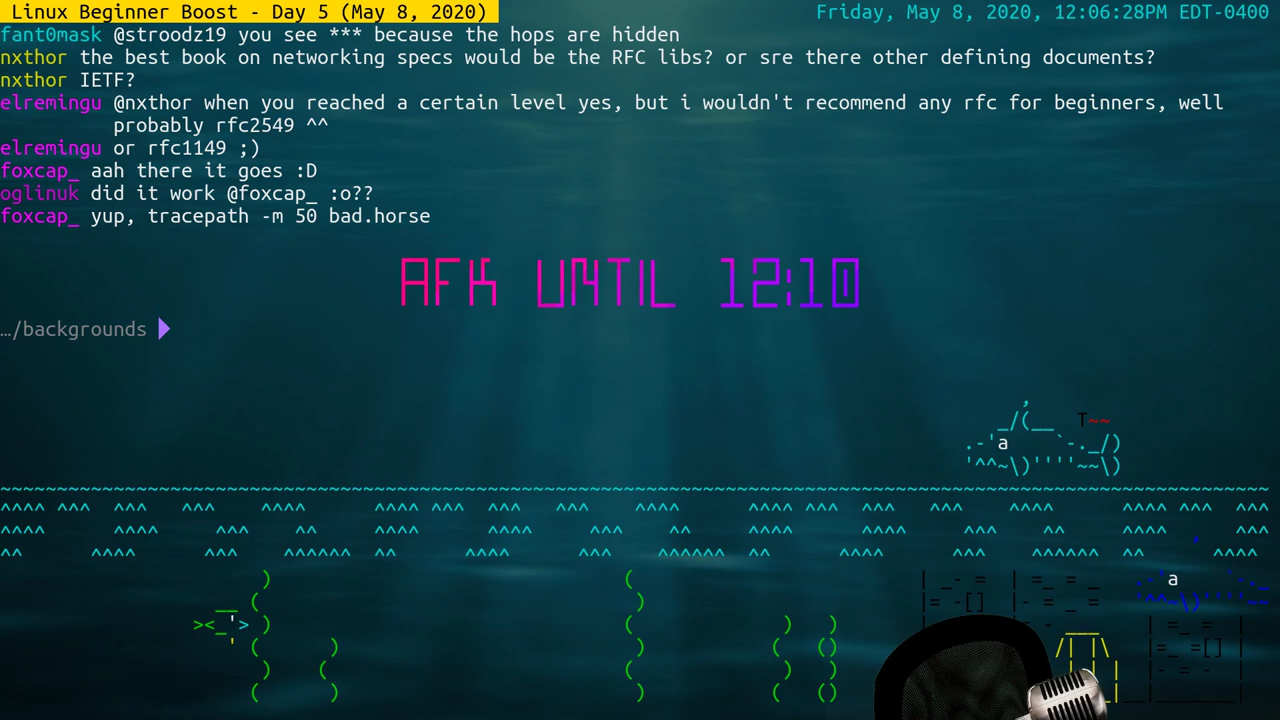 Linux Beginner Boost - Day 5 (May 8, 2020)
Friday, May 8, 2020, 12:06:28PM EDT-0400
fant0mask @stroodz19 you see *** because the hops are hidden
nxthor the best book on networking specs would be the RFC libs? or sre there other defining documents?
nxthor IETF?
elremingu @nxthor when you reached a certain level yes, but i wouldn't recommend any rfc for beginners, well
probably rfc2549 ^^
elremingu or rfc1149 ;)
foxcap_ aah there it goes :D
oglinuk did it work @foxcap_ :o??
foxcap_ yup, tracepath -m 50 bad.horse
AFK UNTIL 12:10
…/backgrounds